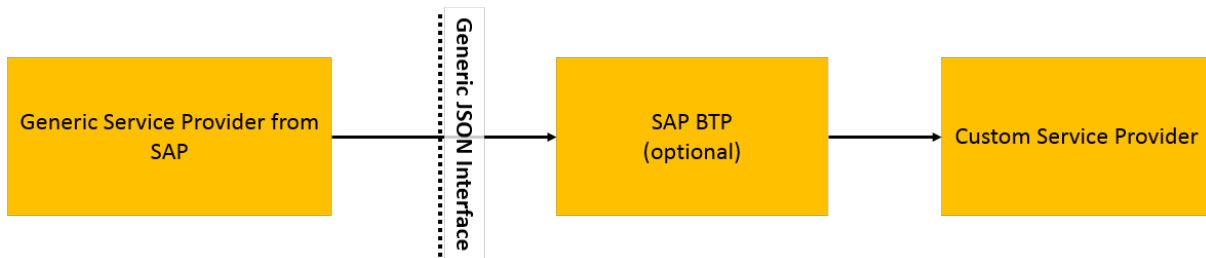 Generic Service Provider from
SAP
Generic JSON Interface
SAP BTP
(optional)
Custom Service Provider